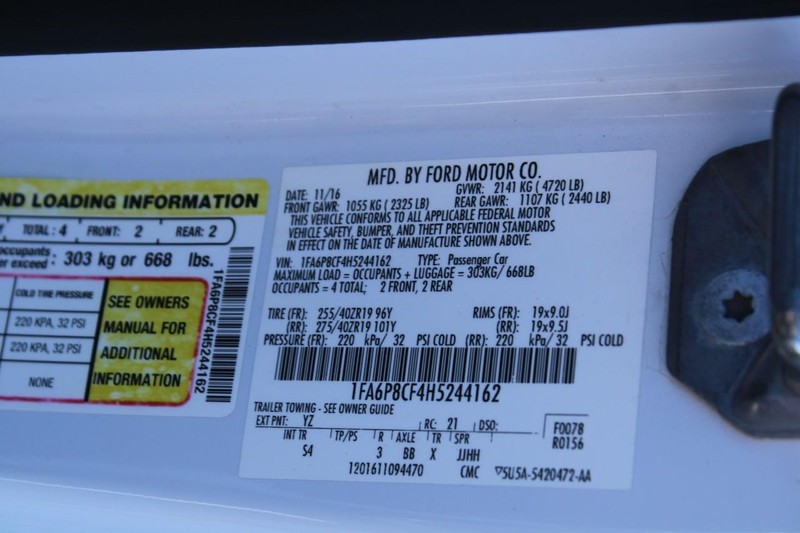 ND LOADING INFORMATION
TOTAL: 4 FRONT: 2 REAR: 2
occupants
er exceed: 303 kg or 668 lbs.
COLD TIRE PRESSURE
220 KPA, 32 PSI
220 KPA, 32 PSI
NONE
SEE OWNERS
MANUAL FOR
ADDITIONAL
INFORMATION
1FA6P8CF4H5244162
MFD. BY FORD MOTOR CO.
DATE: 11/16 GVWR: 2141 KG ( 4720 LB)
FRONT GAWR: 1055 KG ( 2325 LB) REAR GAWR: 1107 KG ( 2440 LB)
THIS VEHICLE CONFORMS TO ALL APPLICABLE FEDERAL MOTOR
VEHICLE SAFETY, BUMPER, AND THEFT PREVENTION STANDARDS
IN EFFECT ON THE DATE OF MANUFACTURE SHOWN ABOVE.
VIN: 1FA6P8CF4H5244162 TYPE: Passenger Car
MAXIMUM LOAD = OCCUPANTS + LUGGAGE = 303KG/ 668LB
OCCUPANTS = 4 TOTAL; 2 FRONT, 2 REAR
TIRE (FR): 255/40ZR19 96Y RIMS (FR): 19x9.0J
(RR): 275/40ZR19 101Y (RR): 19x9.5J
PRESSURE (FR): 220 kPa/ 32 PSI COLD (RR): 220 kPa/ 32 PSI COLD
1FA6P8CF4H5244162
TRAILER TOWING - SEE OWNER GUIDE
EXT PNT: YZ RC: 21 DSO: F0078
R0156
INT TR TP/PS R AXLE TR SPR
S4 3 BB X JJHH
1201611094470 CMC SU5A-5420472-AA